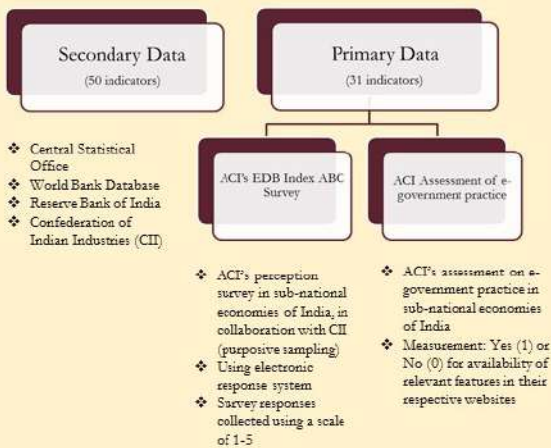 Secondary Data
(50 indicators)
Primary Data
(31 indicators)
❖ Central Statistical
Office
❖ World Bank Database
❖ Reserve Bank of India
❖ Confederation of
Indian Industries (CII)
ACI's EDB Index ABC
Survey
ACI Assessment of e-
government practice
❖ ACI's perception
survey in sub-national
economies of India, in
collaboration with CII
(purposive sampling)
❖ Using electronic
response system
❖ Survey responses
collected using a scale
of 1-5
❖ ACI's assessment on e-
government practice in
sub-national economies
of India
❖ Measurement: Yes (1) or
No (0) for availability of
relevant features in their
respective websites